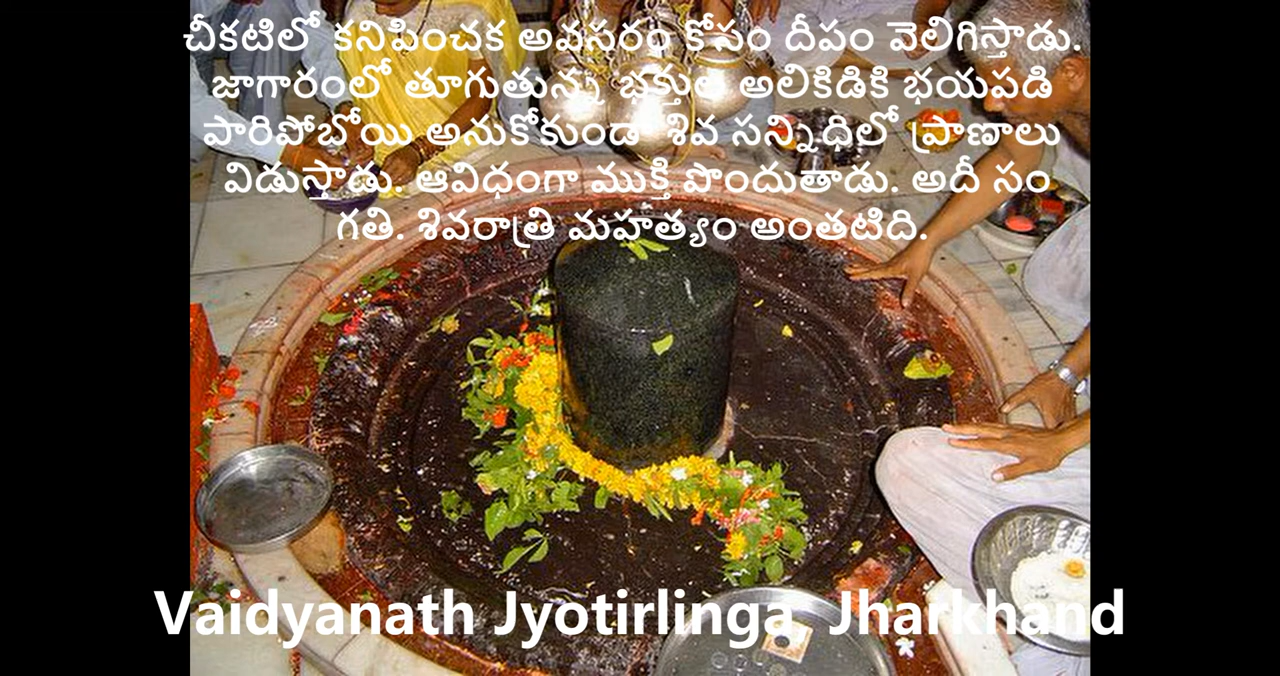 చీకటిలో కనిపించక అవసరం కోసం దీపం వెలిగిస్తాడు.
జాగారంలో తూగుతున్న భక్తుల అలికిడికి భయపడి
పారిపోబోయి అనుకోకుండా శివ సన్నిధిలో ప్రాణాలు
విడుస్తాడు. ఆవిధంగా ముక్తి పొందుతాడు. అదీ సం
గతి. శివరాత్రి మహత్యం అంతటిది.
Vaidyanath Jyotirlinga, Jharkhand